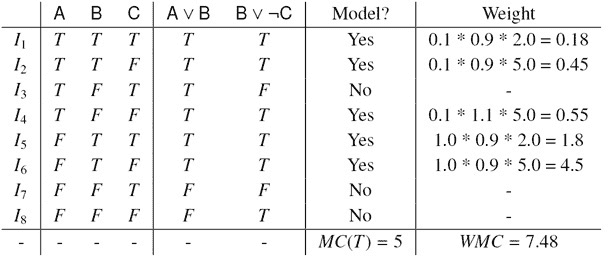 A B C A ∨ B B ∨ ¬C Model? Weight
I₁ T T T T T Yes 0.1 * 0.9 * 2.0 = 0.18
I₂ T T F T T Yes 0.1 * 0.9 * 5.0 = 0.45
I₃ T F T T F No -
I₄ T F F T T Yes 0.1 * 1.1 * 5.0 = 0.55
I₅ F T T T T Yes 1.0 * 0.9 * 2.0 = 1.8
I₆ F T F T T Yes 1.0 * 0.9 * 5.0 = 4.5
I₇ F F T F F No -
I₈ F F F F T No -
- - - - - - MC(T) = 5 WMC = 7.48